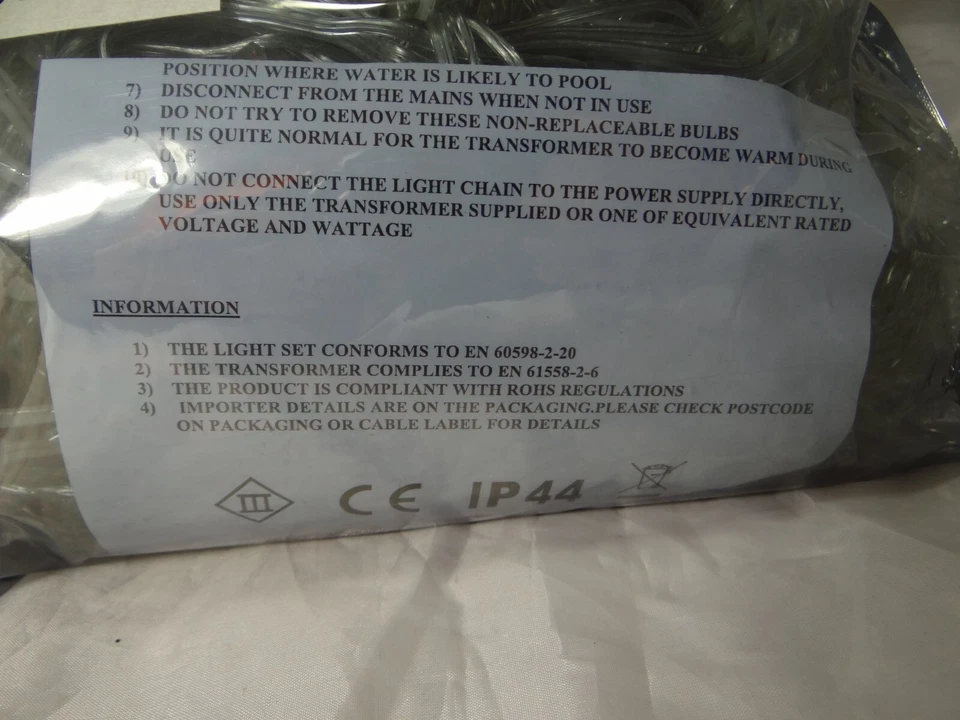 POSITION WHERE WATER IS LIKELY TO POOL
7) DISCONNECT FROM THE MAINS WHEN NOT IN USE
8) DO NOT TRY TO REMOVE THESE NON-REPLACEABLE BULBS
9) IT IS QUITE NORMAL FOR THE TRANSFORMER TO BECOME WARM DURING
DO NOT CONNECT THE LIGHT CHAIN TO THE POWER SUPPLY DIRECTLY,
USE ONLY THE TRANSFORMER SUPPLIED OR ONE OF EQUIVALENT RATED
VOLTAGE AND WATTAGE
INFORMATION
1) THE LIGHT SET CONFORMS TO EN 60598-2-20
2) THE TRANSFORMER COMPLIES TO EN 61558-2-6
3) THE PRODUCT IS COMPLIANT WITH ROHS REGULATIONS
4) IMPORTER DETAILS ARE ON THE PACKAGING.PLEASE CHECK POSTCODE
ON PACKAGING OR CABLE LABEL FOR DETAILS
III CE IP44